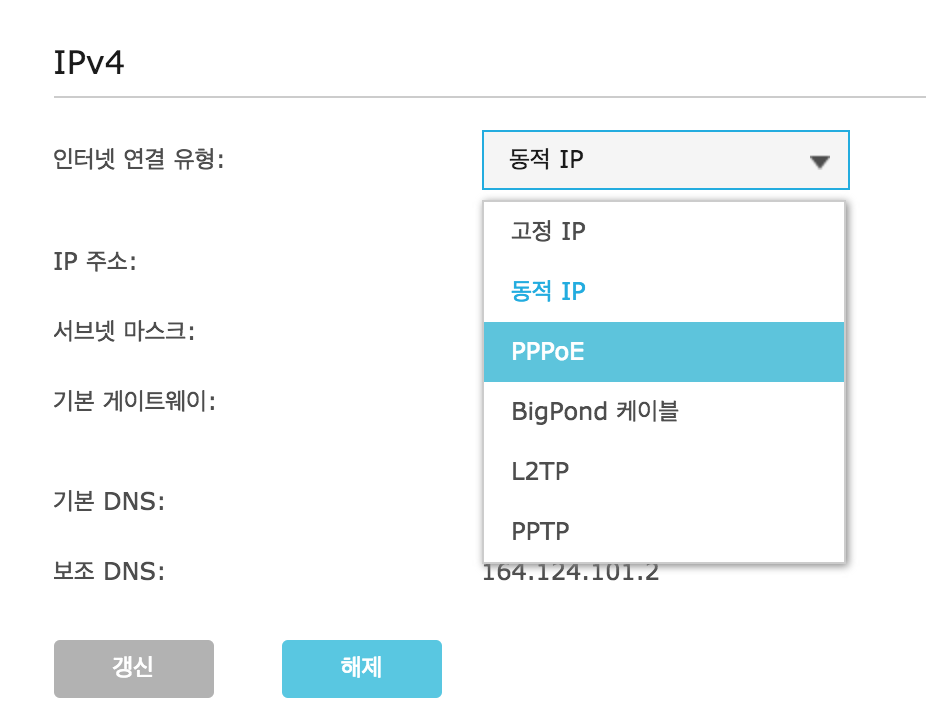 IPv4
인터넷 연결 유형:
동적 IP
고정 IP
동적 IP
PPPoE
BigPond 케이블
L2TP
PPTP
IP 주소:
서브넷 마스크:
기본 게이트웨이:
기본 DNS:
보조 DNS:
164.124.101.2
갱신
해제